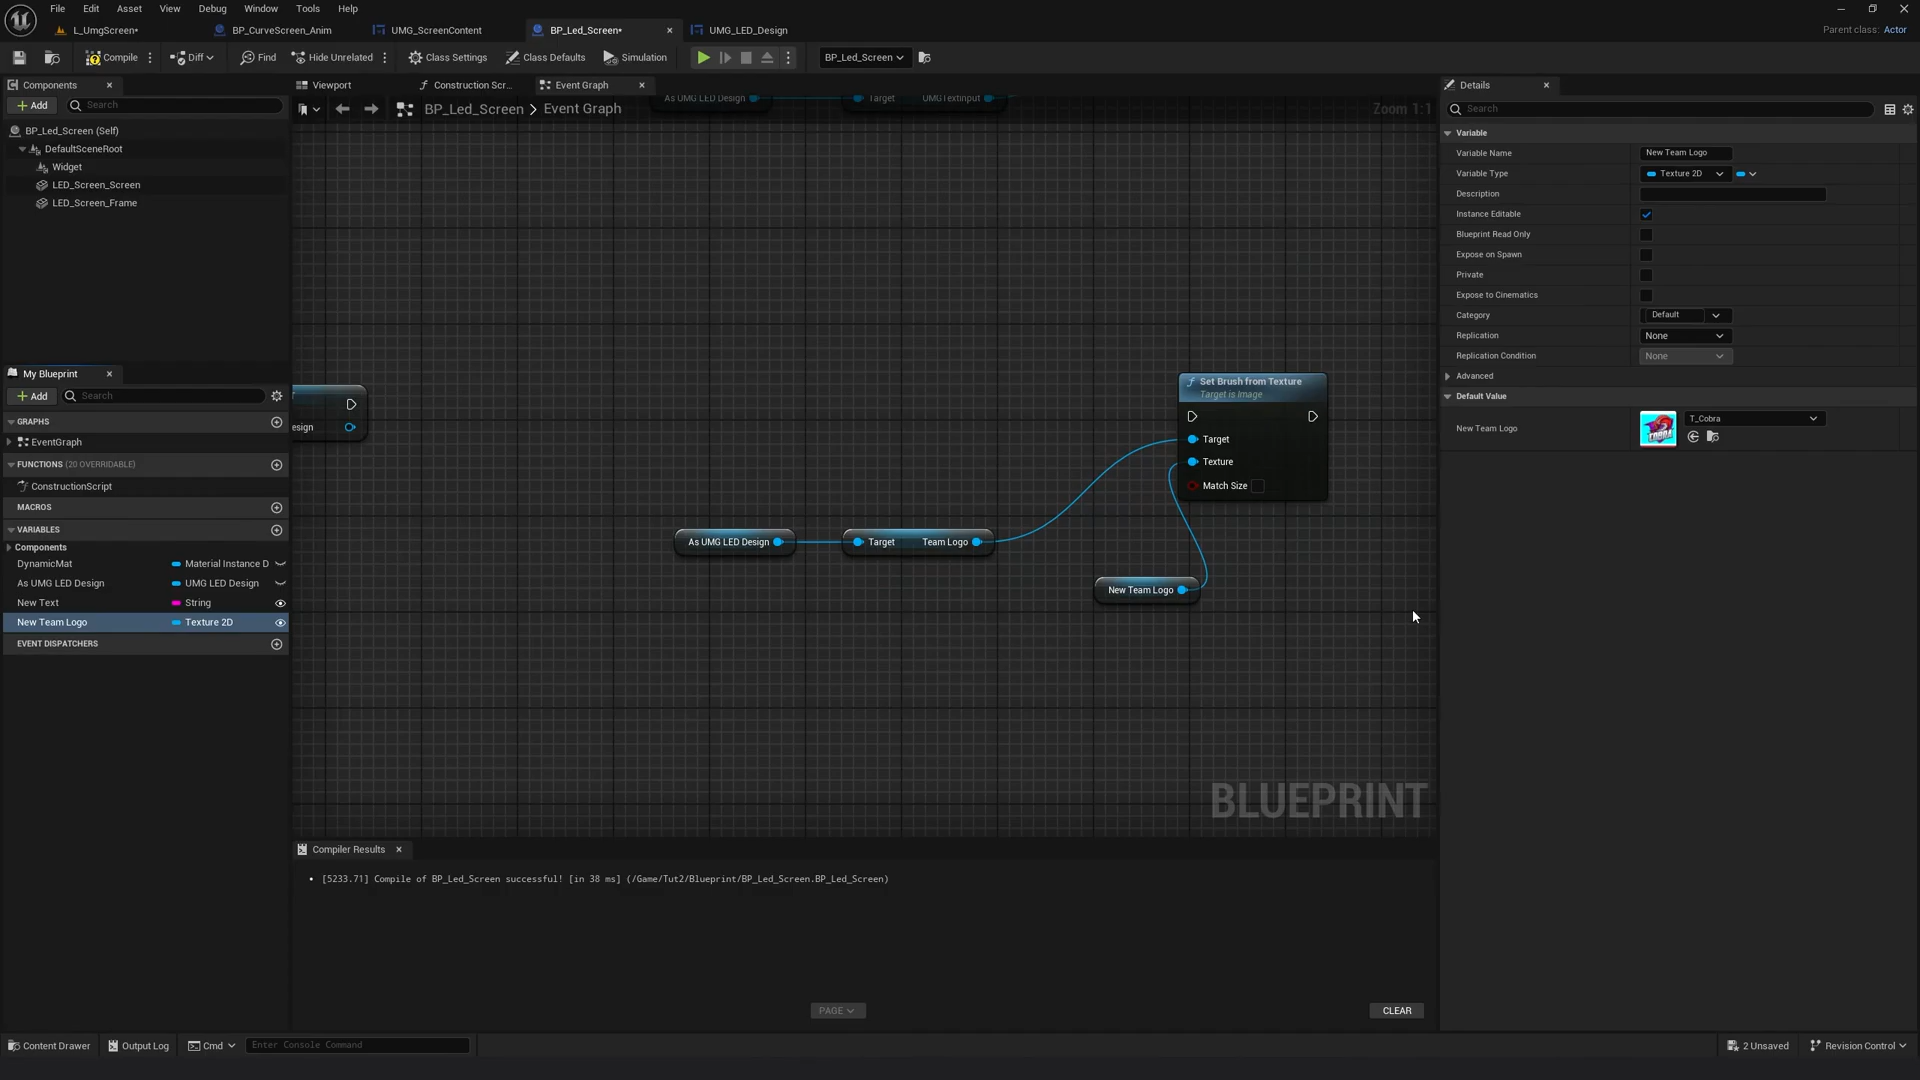 File Edit Asset View Debug Window Tools Help
L_UmgScreen* BP_CurveScreen_Anim UMG_ScreenContent BP_Led_Screen* UMG_LED_Design
Parent class: Actor
Compile Diff Find Hide Unrelated Class Settings Class Defaults Simulation BP_Led_Screen
Components
Add Search
BP_Led_Screen (Self)
DefaultSceneRoot
Widget
LED_Screen_Screen
LED_Screen_Frame
My Blueprint
Add Search
GRAPHS
EventGraph
FUNCTIONS (20 OVERRIDABLE)
ConstructionScript
MACROS
VARIABLES
Components
DynamicMat Material Instance D
As UMG LED Design UMG LED Design
New Text String
New Team Logo Texture 2D
EVENT DISPATCHERS
Viewport Construction Scr... Event Graph
BP_Led_Screen > Event Graph
Zoom 1:1
As UMG LED Design Target UMGTextinput
esign
Set Brush from Texture
Target is Image
Target
Texture
Match Size
As UMG LED Design Target Team Logo
New Team Logo
BLUEPRINT
Compiler Results
[5233.71] Compile of BP_Led_Screen successful! [in 38 ms] (/Game/Tut2/Blueprint/BP_Led_Screen.BP_Led_Screen)
PAGE
CLEAR
Details
Search
Variable
Variable Name New Team Logo
Variable Type Texture 2D
Description
Instance Editable
Blueprint Read Only
Expose on Spawn
Private
Expose to Cinematics
Category Default
Replication None
Replication Condition None
Advanced
Default Value
New Team Logo COBRA T_Cobra
Content Drawer Output Log Cmd Enter Console Command
2 Unsaved Revision Control